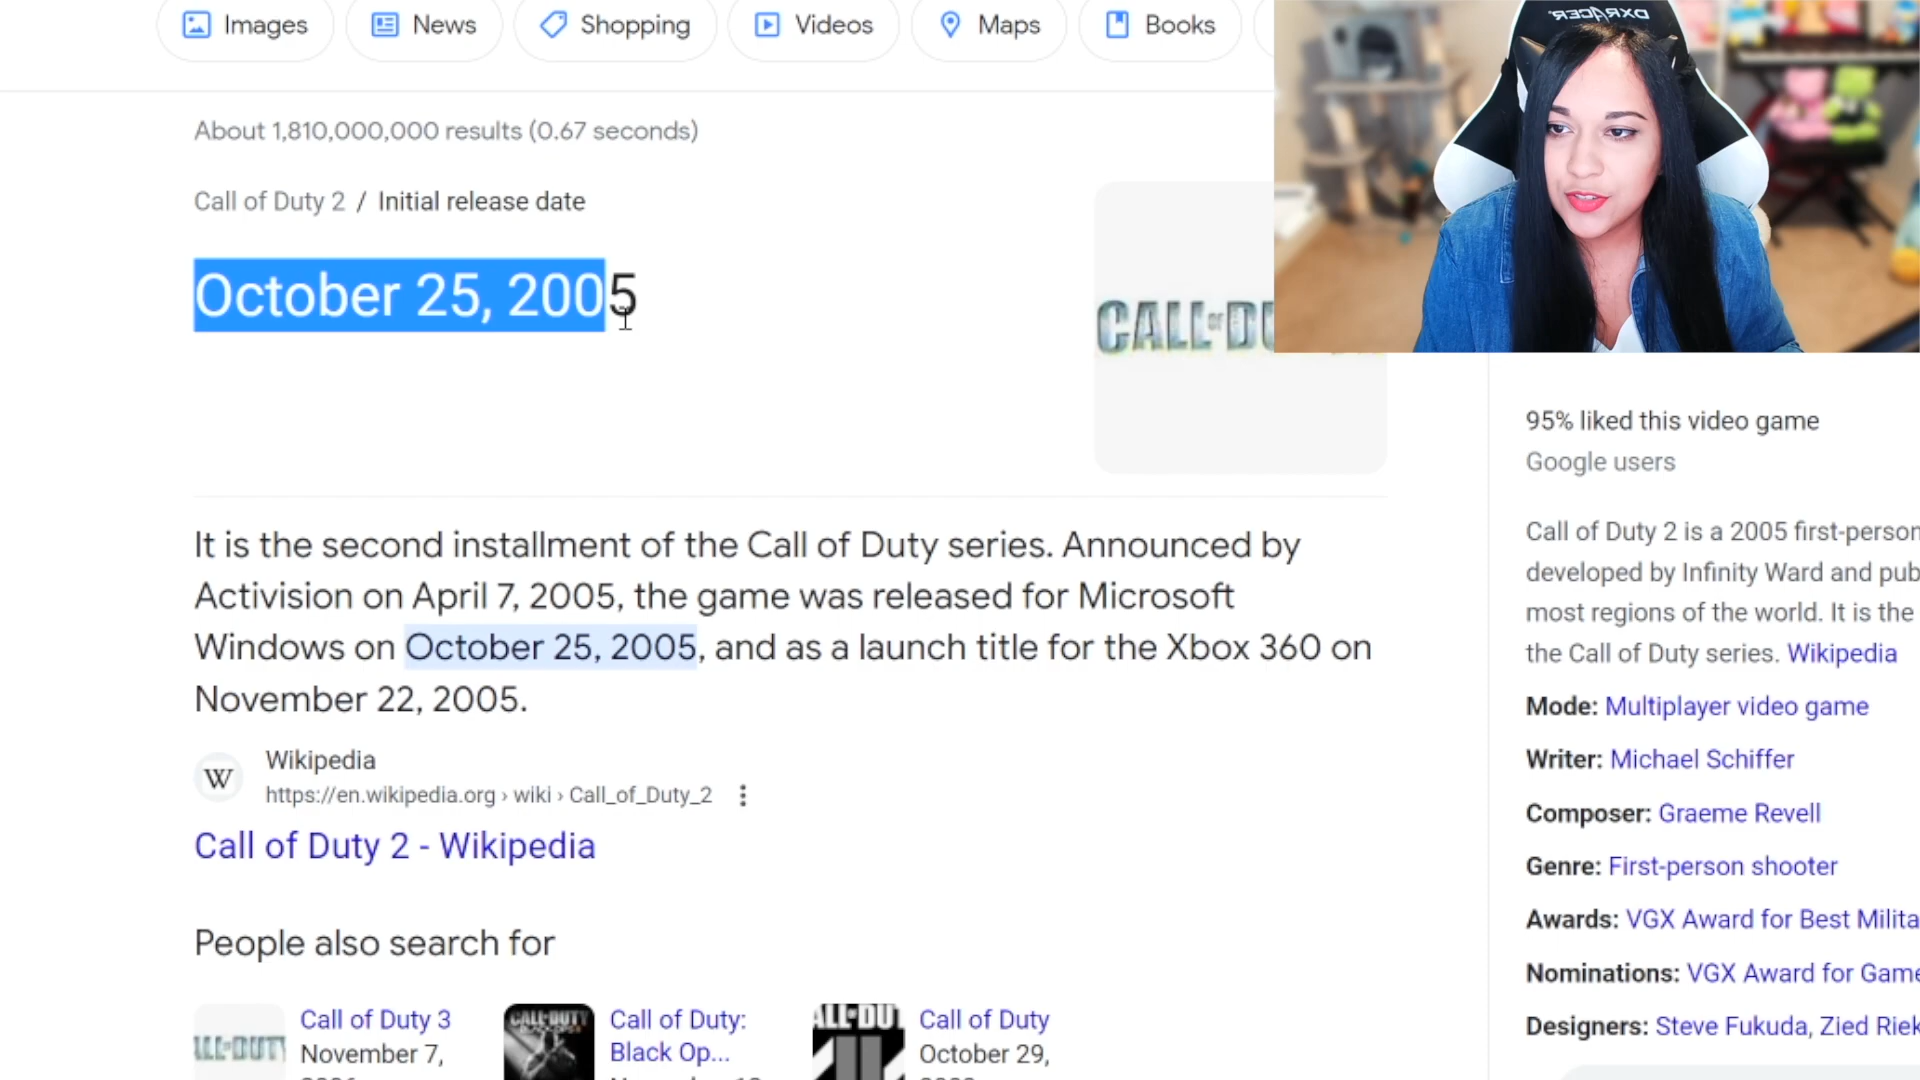 Images
News
Shopping
Videos
Maps
Books
DXRACER
About 1,810,000,000 results (0.67 seconds)
Call of Duty 2 / Initial release date
October 25, 2005
CALL OF DU
It is the second installment of the Call of Duty series. Announced by
Activision on April 7, 2005, the game was released for Microsoft
Windows on October 25, 2005, and as a launch title for the Xbox 360 on
November 22, 2005.
W
Wikipedia
https://en.wikipedia.org › wiki › Call_of_Duty_2
Call of Duty 2 - Wikipedia
People also search for
Call of Duty 3
November 7,
CALL OF DUTY
Call of Duty:
Black Op...
ALL OF DU
Call of Duty
October 29,
95% liked this video game
Google users
Call of Duty 2 is a 2005 first-person
developed by Infinity Ward and pub
most regions of the world. It is the
the Call of Duty series. Wikipedia
Mode: Multiplayer video game
Writer: Michael Schiffer
Composer: Graeme Revell
Genre: First-person shooter
Awards: VGX Award for Best Milita
Nominations: VGX Award for Game
Designers: Steve Fukuda, Zied Riek